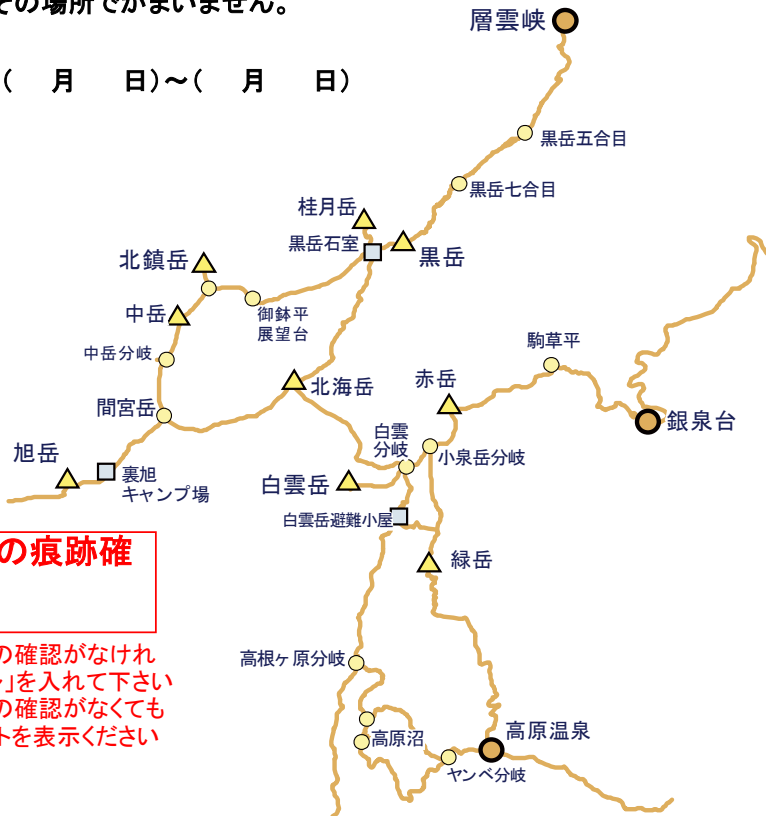 その場所でかまいません。
( 月 日)～( 月 日)
層雲峡
黒岳五合目
黒岳七合目
桂月岳
黒岳石室
黒岳
北鎮岳
御鉢平
展望台
中岳
中岳分岐
駒草平
北海岳
赤岳
間宮岳
銀泉台
白雲
分岐
小泉岳分岐
旭岳
裏旭
キャンプ場
白雲岳
白雲岳避難小屋
の痕跡確
緑岳
の確認がなけれ
」を入れて下さい
の確認がなくても
トを表示ください
高根ヶ原分岐
高原沼
高原温泉
ヤンベ分岐